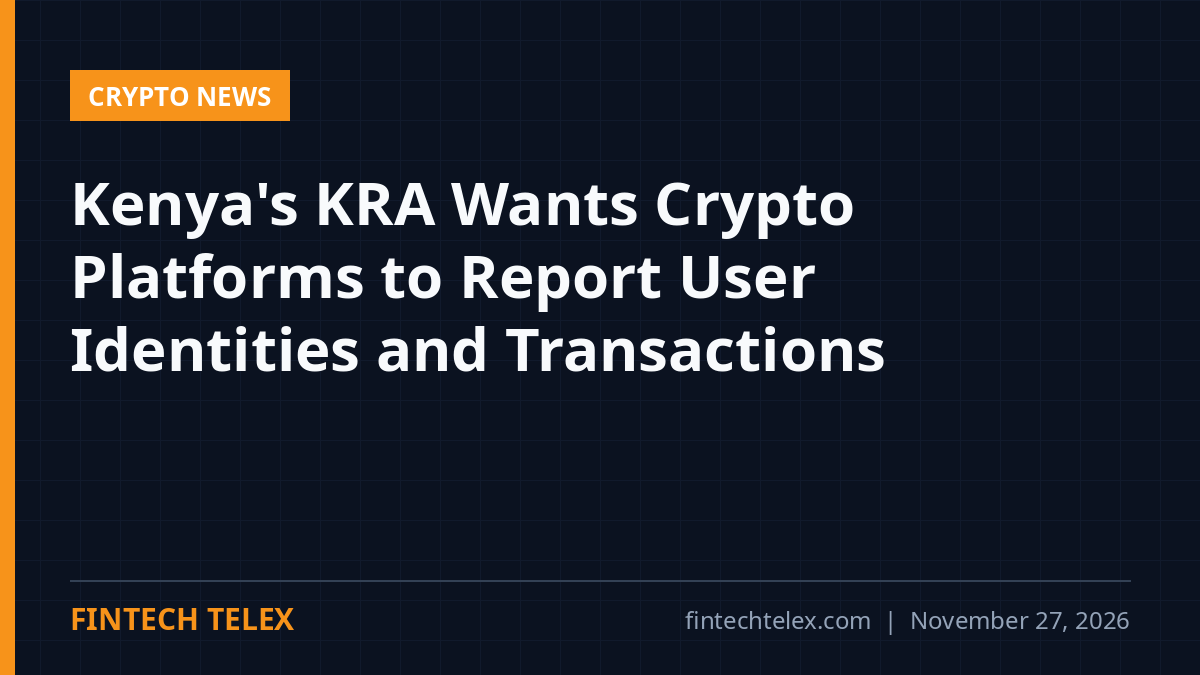 CRYPTO NEWS
Kenya's KRA Wants Crypto
Platforms to Report User
Identities and Transactions
FINTECH TELEX
fintechtelex.com | November 27, 2026